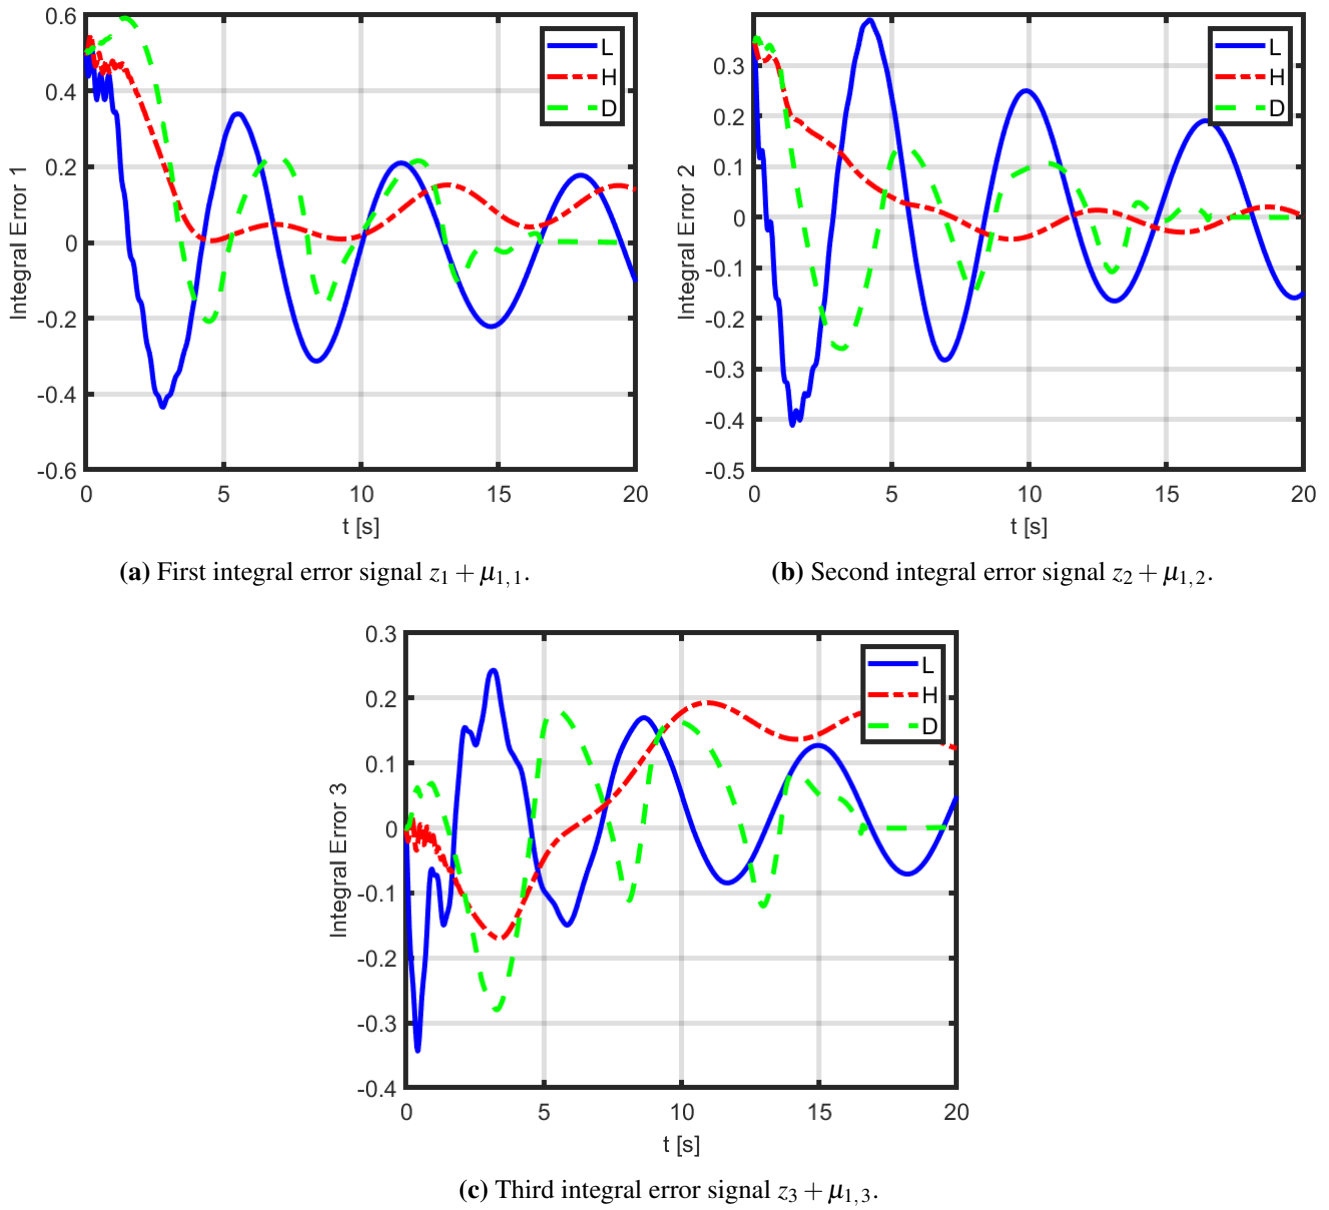 0.6
0.4
0.2
0
-0.2
-0.4
-0.6
Integral Error 1
L
H
D
0 5 10 15 20
t [s]
(a) First integral error signal z₁ + μ₁,₁.
0.3
0.2
0.1
0
-0.1
-0.2
-0.3
-0.4
-0.5
Integral Error 2
L
H
D
0 5 10 15 20
t [s]
(b) Second integral error signal z₂ + μ₁,₂.
0.3
0.2
0.1
0
-0.1
-0.2
-0.3
-0.4
Integral Error 3
L
H
D
0 5 10 15 20
t [s]
(c) Third integral error signal z₃ + μ₁,₃.